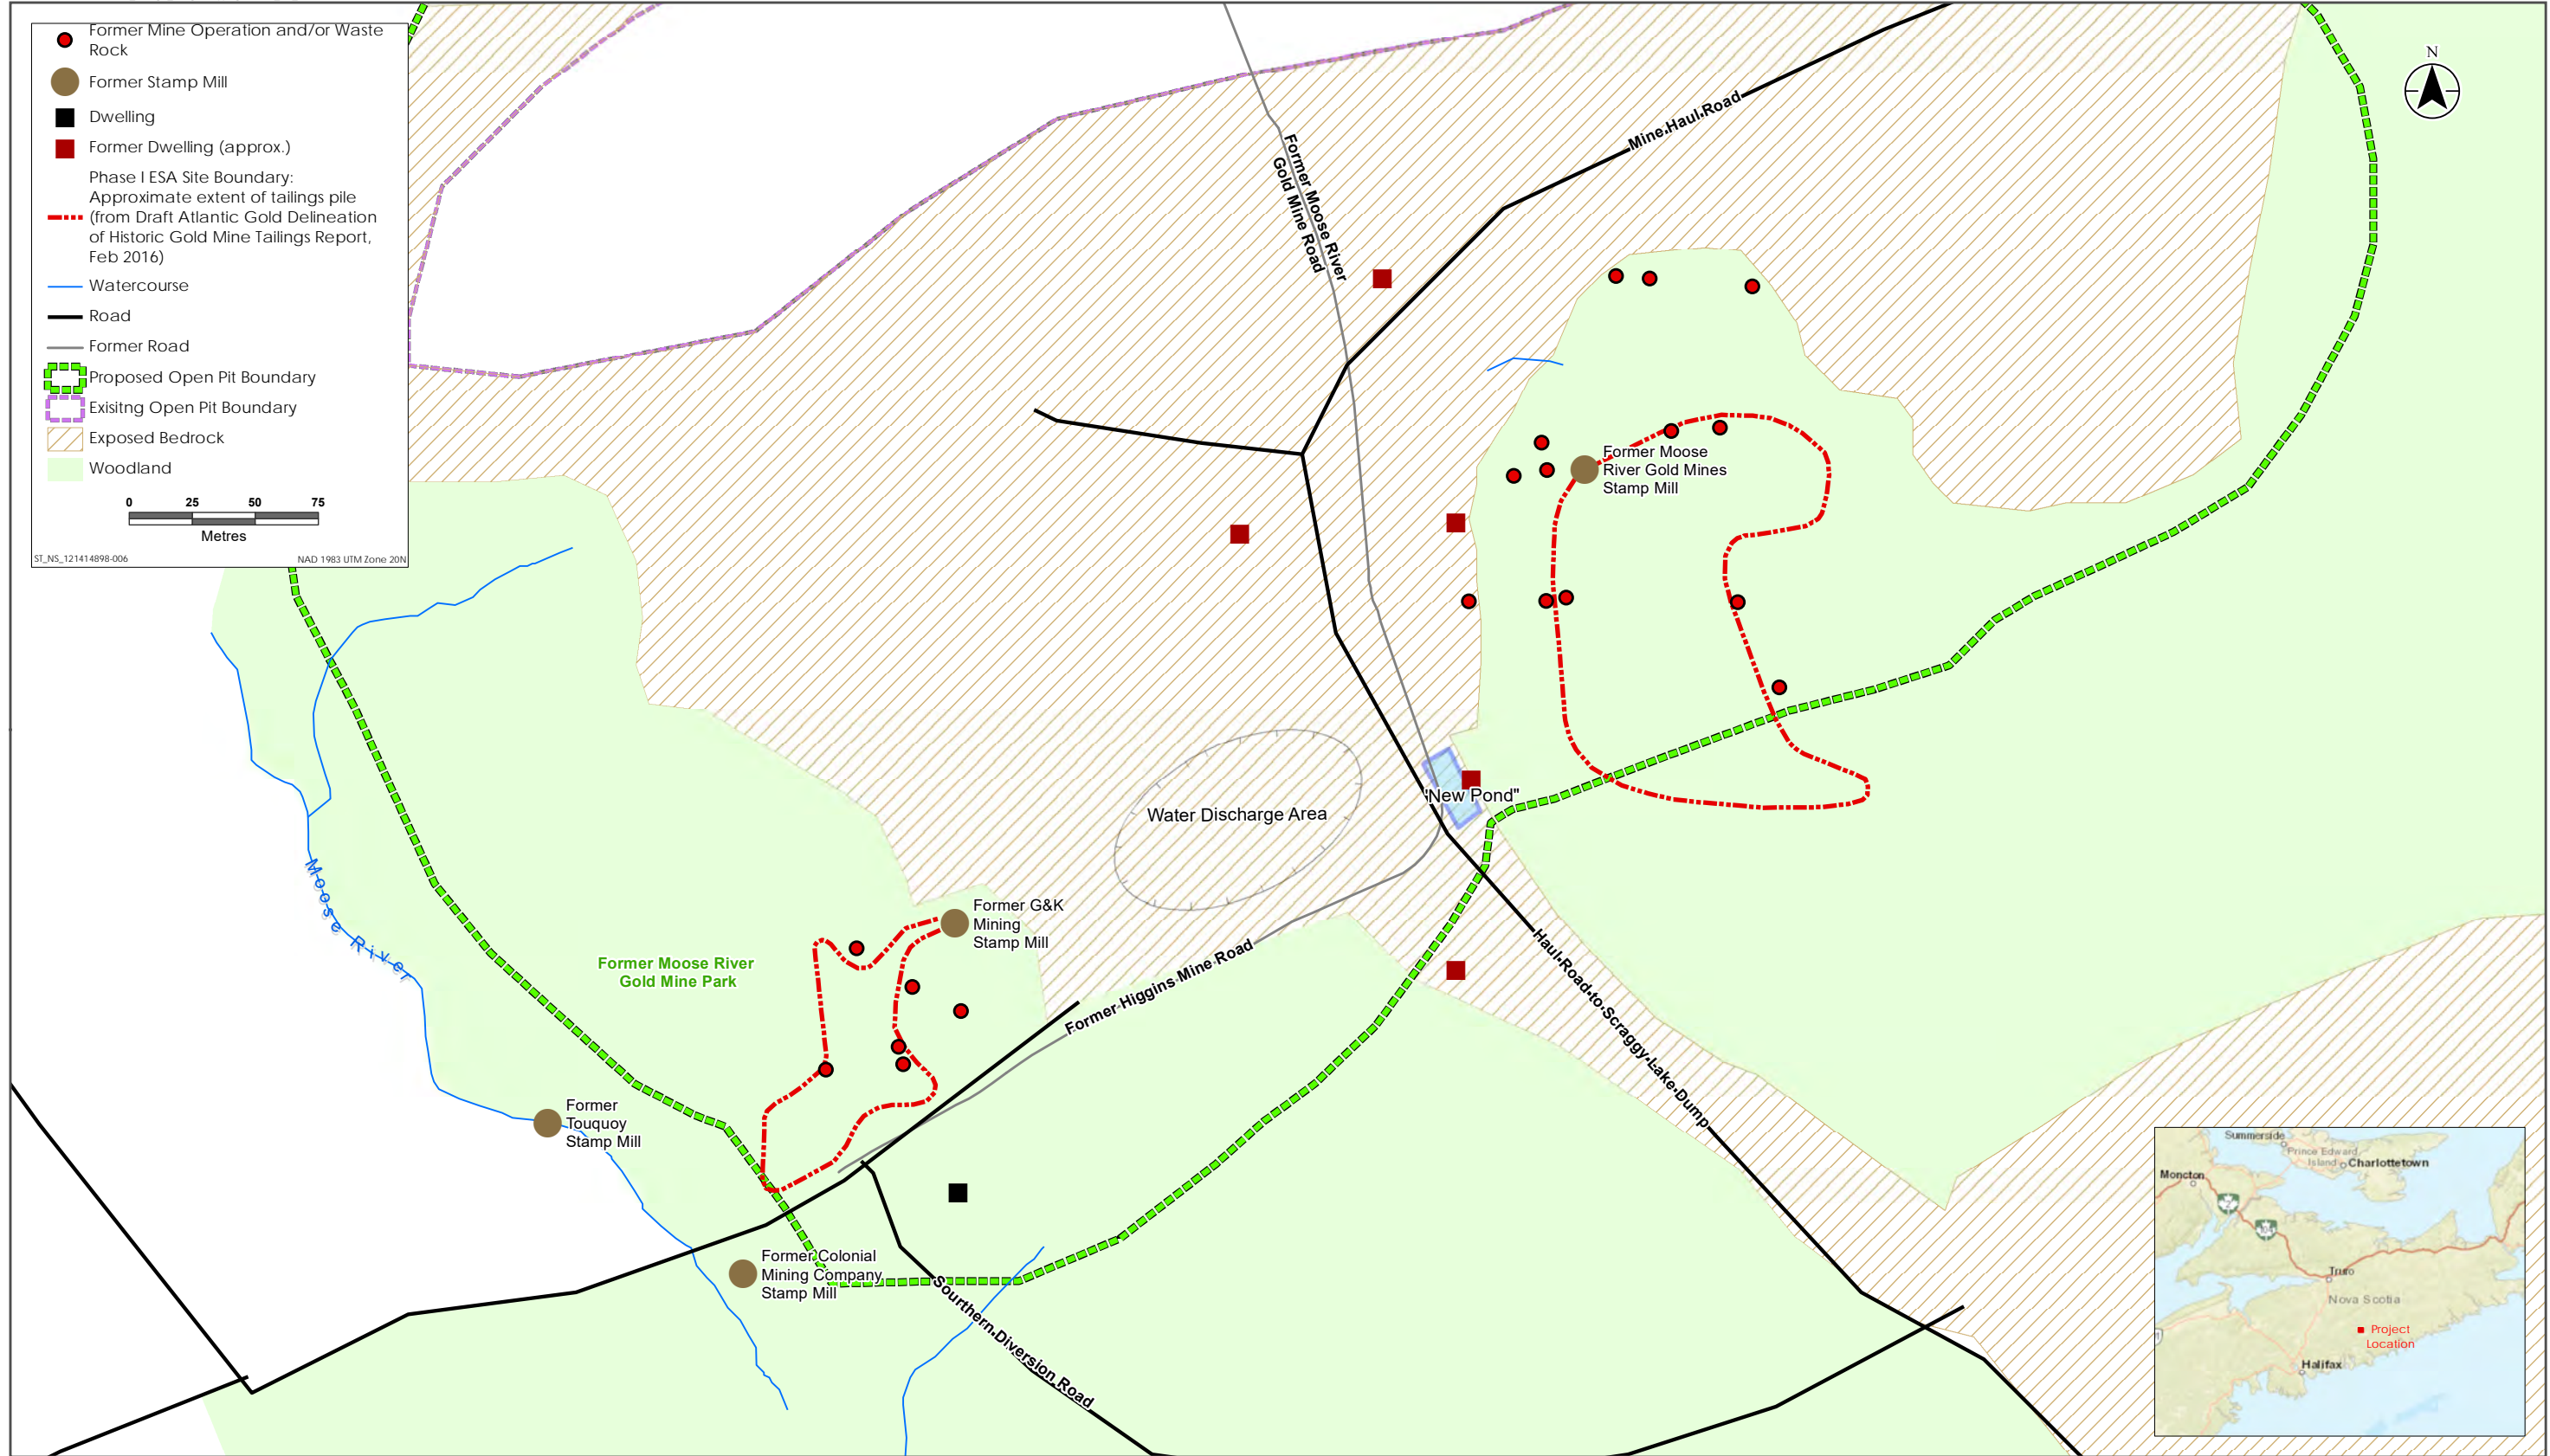 Former Mine Operation and/or Waste
Rock
Former Stamp Mill
Dwelling
Former Dwelling (approx.)
Phase I ESA Site Boundary:
Approximate extent of tailings pile
(from Draft Atlantic Gold Delineation
of Historic Gold Mine Tailings Report,
Feb 2016)
Watercourse
Road
Former Road
Proposed Open Pit Boundary
Exisitng Open Pit Boundary
Exposed Bedrock
Woodland
0 25 50 75
Metres
ST_NS_121414898-006 NAD 1983 UTM Zone 20N
N
Mine Haul Road
Former Moose River
Gold Mine Road
Former Moose
River Gold Mines
Stamp Mill
"New Pond"
Water Discharge Area
Moose River
Former G&K
Mining
Stamp Mill
Former Moose River
Gold Mine Park
Former Higgins Mine Road
Haul Road to Scraggy Lake Dump
Former
Touquoy
Stamp Mill
Former Colonial
Mining Company
Stamp Mill
Sourthern Diversion Road
Summerside
Prince Edward
Island
Charlottetown
Moncton
2
104
Truro
Nova Scotia
Project
Location
Halifax